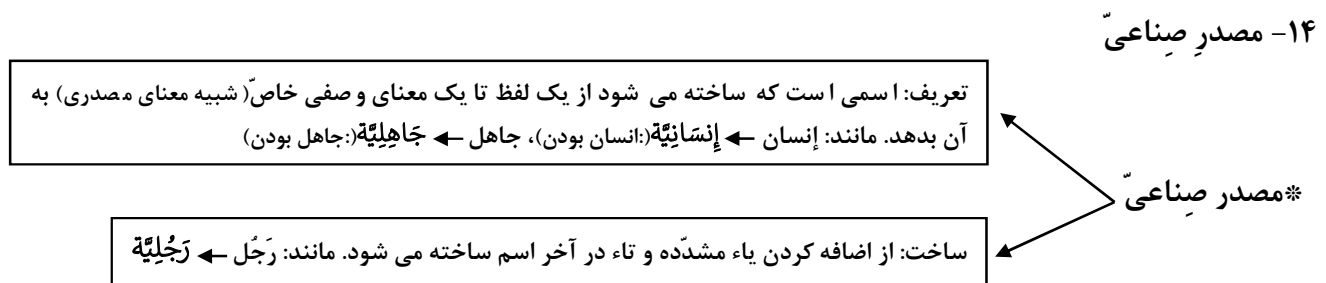 ۱۴- مصدرِ صِناعیّ
تعریف: اسمی است که ساخته می شود از یک لفظ تا یک معنای وصفی خاصّ( شبیه معنای مصدری) به
آن بدهد. مانند: إنسان ← إِنسَانِيَّة(:انسان بودن)، جاهل ← جَاهِلِيَّة(:جاهل بودن)
*مصدر صِناعیّ
ساخت: از اضافه کردن یاء مشدّده و تاء در آخر اسم ساخته می شود. مانند: رَجُل ← رَجُلِيَّة